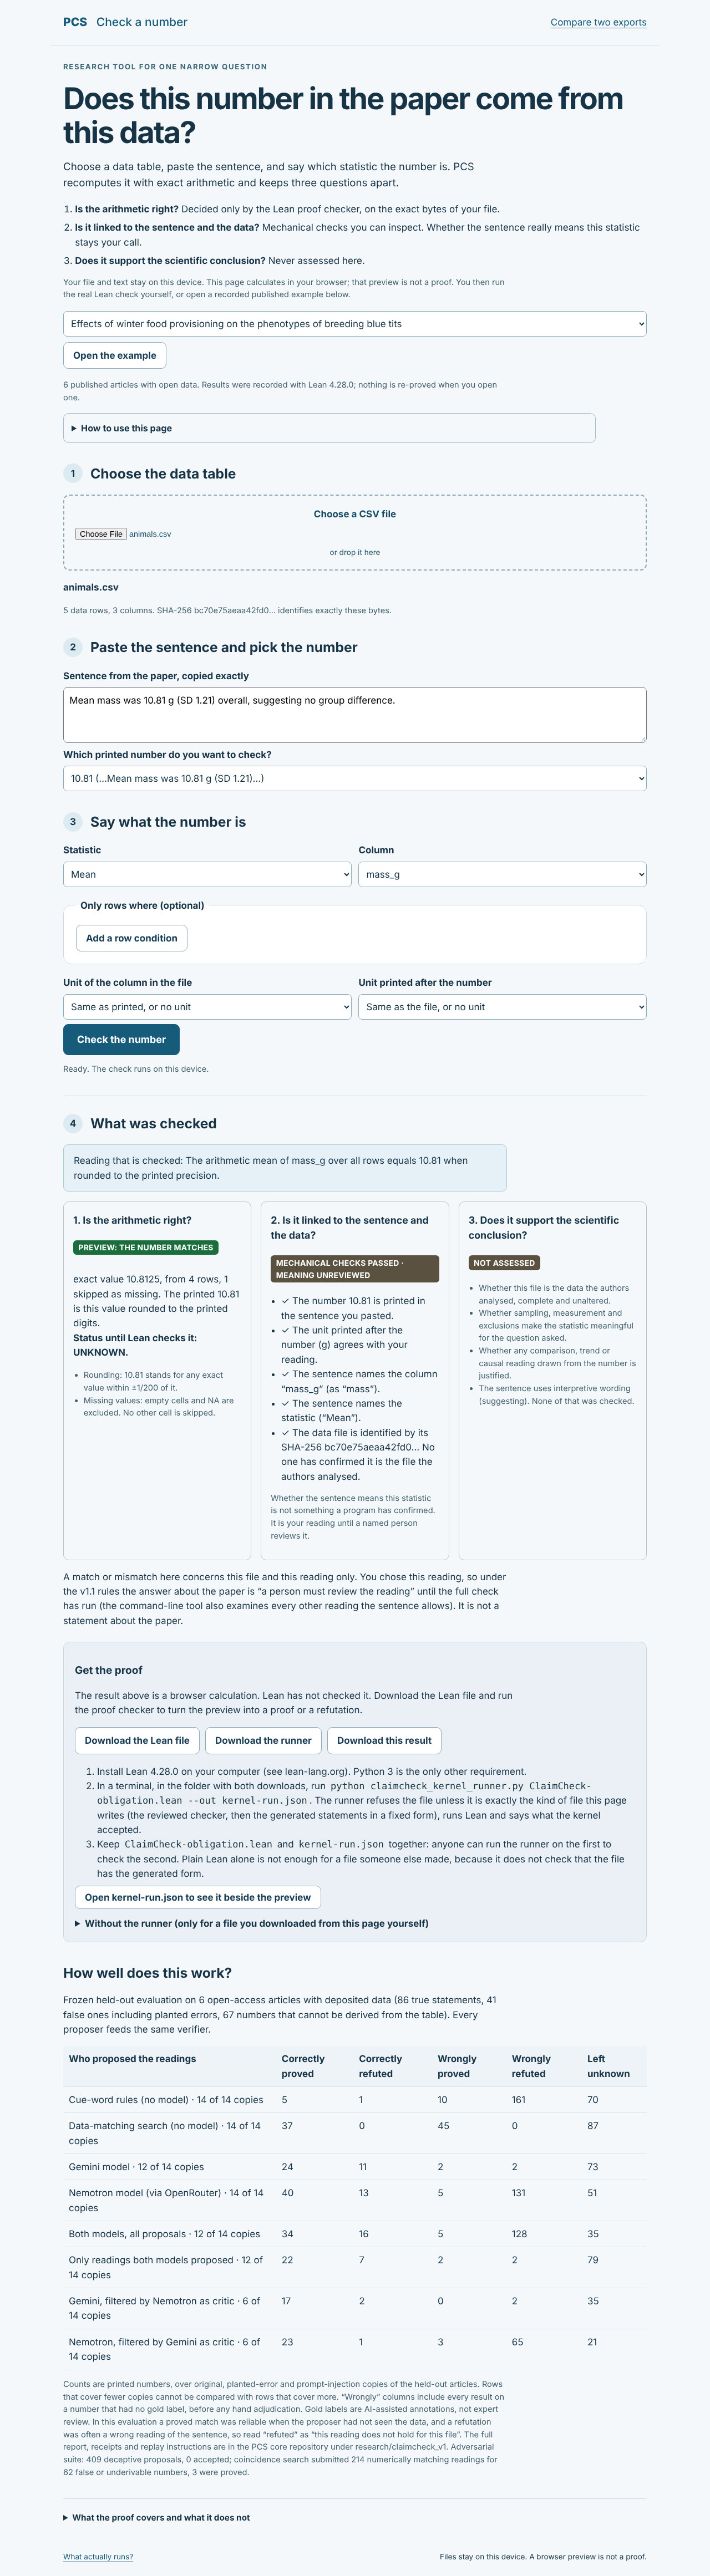 PCS Check a number
Compare two exports
RESEARCH TOOL FOR ONE NARROW QUESTION
Does this number in the paper come from
this data?
Choose a data table, paste the sentence, and say which statistic the number is. PCS
recomputes it with exact arithmetic and keeps three questions apart.
1. Is the arithmetic right? Decided only by the Lean proof checker, on the exact bytes of your file.
2. Is it linked to the sentence and the data? Mechanical checks you can inspect. Whether the sentence really means this statistic
stays your call.
3. Does it support the scientific conclusion? Never assessed here.
Your file and text stay on this device. This page calculates in your browser; that preview is not a proof. You then run
the real Lean check yourself, or open a recorded published example below.
Effects of winter food provisioning on the phenotypes of breeding blue tits
Open the example
6 published articles with open data. Results were recorded with Lean 4.28.0; nothing is re-proved when you open
one.
▶ How to use this page
1 Choose the data table
Choose a CSV file
Choose File animals.csv
or drop it here
animals.csv
5 data rows, 3 columns. SHA-256 bc70e75aeaa42fd0… identifies exactly these bytes.
2 Paste the sentence and pick the number
Sentence from the paper, copied exactly
Mean mass was 10.81 g (SD 1.21) overall, suggesting no group difference.
Which printed number do you want to check?
10.81 (…Mean mass was 10.81 g (SD 1.21)…)
3 Say what the number is
Statistic
Column
Mean
mass_g
Only rows where (optional)
Add a row condition
Unit of the column in the file
Unit printed after the number
Same as printed, or no unit
Same as the file, or no unit
Check the number
Ready. The check runs on this device.
4 What was checked
Reading that is checked: The arithmetic mean of mass_g over all rows equals 10.81 when
rounded to the printed precision.
1. Is the arithmetic right?
PREVIEW: THE NUMBER MATCHES
exact value 10.8125, from 4 rows, 1
skipped as missing. The printed 10.81
is this value rounded to the printed
digits.
Status until Lean checks it:
UNKNOWN.
• Rounding: 10.81 stands for any exact
value within ±1/200 of it.
• Missing values: empty cells and NA are
excluded. No other cell is skipped.
2. Is it linked to the sentence and
the data?
MECHANICAL CHECKS PASSED ·
MEANING UNREVIEWED
• ✓ The number 10.81 is printed in
the sentence you pasted.
• ✓ The unit printed after the
number (g) agrees with your
reading.
• ✓ The sentence names the column
“mass_g” (as “mass”).
• ✓ The sentence names the
statistic (“Mean”).
• ✓ The data file is identified by its
SHA-256 bc70e75aeaa42fd0… No
one has confirmed it is the file the
authors analysed.
Whether the sentence means this statistic
is not something a program has confirmed.
It is your reading until a named person
reviews it.
3. Does it support the scientific
conclusion?
NOT ASSESSED
• Whether this file is the data the authors
analysed, complete and unaltered.
• Whether sampling, measurement and
exclusions make the statistic meaningful
for the question asked.
• Whether any comparison, trend or
causal reading drawn from the number is
justified.
• The sentence uses interpretive wording
(suggesting). None of that was checked.
A match or mismatch here concerns this file and this reading only. You chose this reading, so under
the v1.1 rules the answer about the paper is “a person must review the reading” until the full check
has run (the command-line tool also examines every other reading the sentence allows). It is not a
statement about the paper.
Get the proof
The result above is a browser calculation. Lean has not checked it. Download the Lean file and run
the proof checker to turn the preview into a proof or a refutation.
Download the Lean file
Download the runner
Download this result
1. Install Lean 4.28.0 on your computer (see lean-lang.org). Python 3 is the only other requirement.
2. In a terminal, in the folder with both downloads, run python claimcheck_kernel_runner.py ClaimCheck-
obligation.lean --out kernel-run.json. The runner refuses the file unless it is exactly the kind of file this page
writes (the reviewed checker, then the generated statements in a fixed form), runs Lean and says what the kernel
accepted.
3. Keep ClaimCheck-obligation.lean and kernel-run.json together: anyone can run the runner on the first to
check the second. Plain Lean alone is not enough for a file someone else made, because it does not check that the file
has the generated form.
Open kernel-run.json to see it beside the preview
▶ Without the runner (only for a file you downloaded from this page yourself)
How well does this work?
Frozen held-out evaluation on 6 open-access articles with deposited data (86 true statements, 41
false ones including planted errors, 67 numbers that cannot be derived from the table). Every
proposer feeds the same verifier.
Who proposed the readings Correctly proved Correctly refuted Wrongly proved Wrongly refuted Left unknown
Cue-word rules (no model) · 14 of 14 copies 5 1 10 161 70
Data-matching search (no model) · 14 of 14 copies 37 0 45 0 87
Gemini model · 12 of 14 copies 24 11 2 2 73
Nemotron model (via OpenRouter) · 14 of 14 copies 40 13 5 131 51
Both models, all proposals · 12 of 14 copies 34 16 5 128 35
Only readings both models proposed · 12 of 14 copies 22 7 2 2 79
Gemini, filtered by Nemotron as critic · 6 of 14 copies 17 2 0 2 35
Nemotron, filtered by Gemini as critic · 6 of 14 copies 23 1 3 65 21
Counts are printed numbers, over original, planted-error and prompt-injection copies of the held-out articles. Rows
that cover fewer copies cannot be compared with rows that cover more. “Wrongly” columns include every result on
a number that had no gold label, before any hand adjudication. Gold labels are AI-assisted annotations, not expert
review. In this evaluation a proved match was reliable when the proposer had not seen the data, and a refutation
was often a wrong reading of the sentence, so read “refuted” as “this reading does not hold for this file”. The full
report, receipts and replay instructions are in the PCS core repository under research/claimcheck_v1. Adversarial
suite: 409 deceptive proposals, 0 accepted; coincidence search submitted 214 numerically matching readings for
62 false or underivable numbers, 3 were proved.
▶ What the proof covers and what it does not
What actually runs?
Files stay on this device. A browser preview is not a proof.